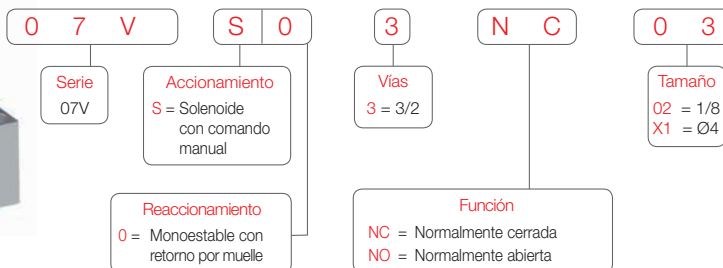 0 7 V S 0 3 N C 0 3
Serie
07V
Accionamiento
S = Solenoide
con comando
manual
Vías
3 = 3/2
Tamaño
02 = 1/8
X1 = Ø4
Reaccionamiento
0 = Monoestable con
retorno por muelle
Función
NC = Normalmente cerrada
NO = Normalmente abierta